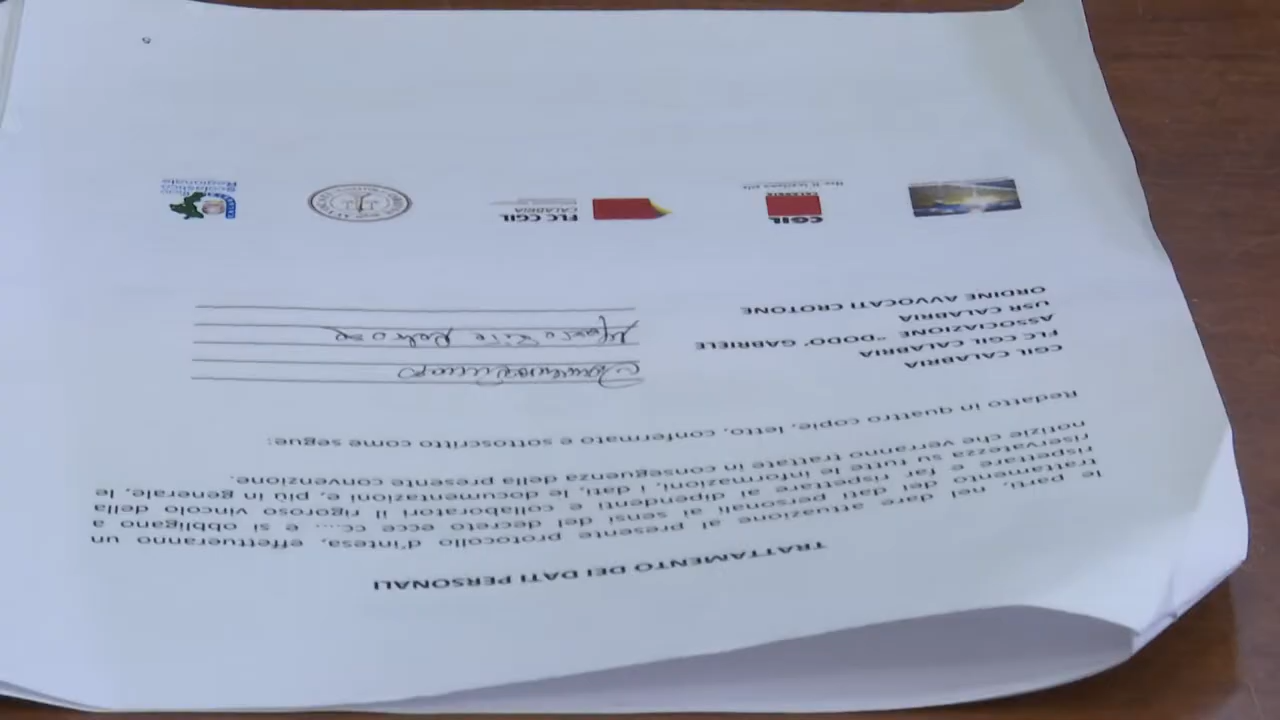 TRATTAMENTO DEI DATI PERSONALI
le parti, nel dare attuazione al presente protocollo d'intesa, effettueranno un
trattamento dei dati personali ai sensi del decreto ecce cc.... e si obbligano a
rispettare e far rispettare ai dipendenti e collaboratori il rigoroso vincolo della
riservatezza su tutte le informazioni, i dati, le documentazioni e, più in generale, le
notizie che verranno trattate in conseguenza della presente convenzione.
Redatto in quattro copie, letto, confermato e sottoscritto come segue:
CGIL CALABRIA
FLC CGIL CALABRIA
ASSOCIAZIONE "DODO' GABRIELE
USR CALABRIA
ORDINE AVVOCATI CROTONE
CGIL
CALABRIA
FLC CGIL
CALABRIA
Scolastico
Regionale